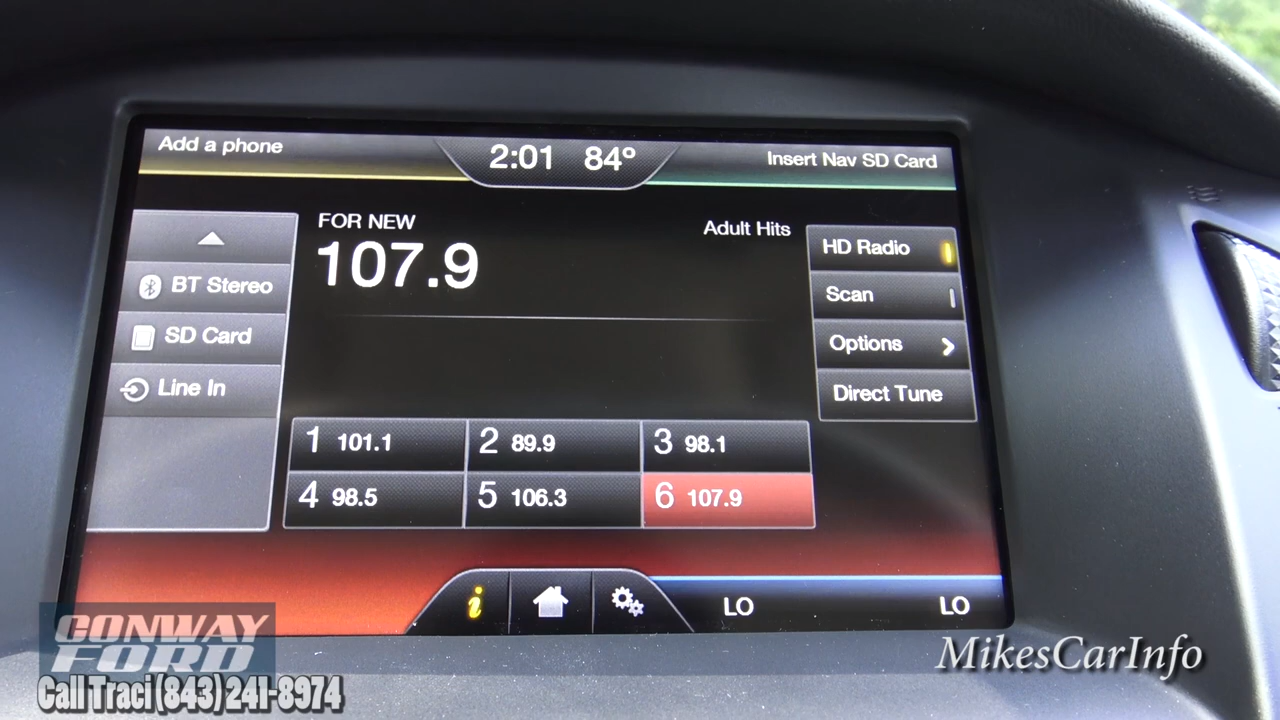 Add a phone
2:01 84º
Insert Nav SD Card
FOR NEW
107.9
Adult Hits
BT Stereo
SD Card
Line In
HD Radio
Scan
Options
Direct Tune
1 101.1
2 89.9
3 98.1
4 98.5
5 106.3
6 107.9
i
LO
LO
CONWAY
FORD
Call Traci (843) 241-8974
MikesCarInfo